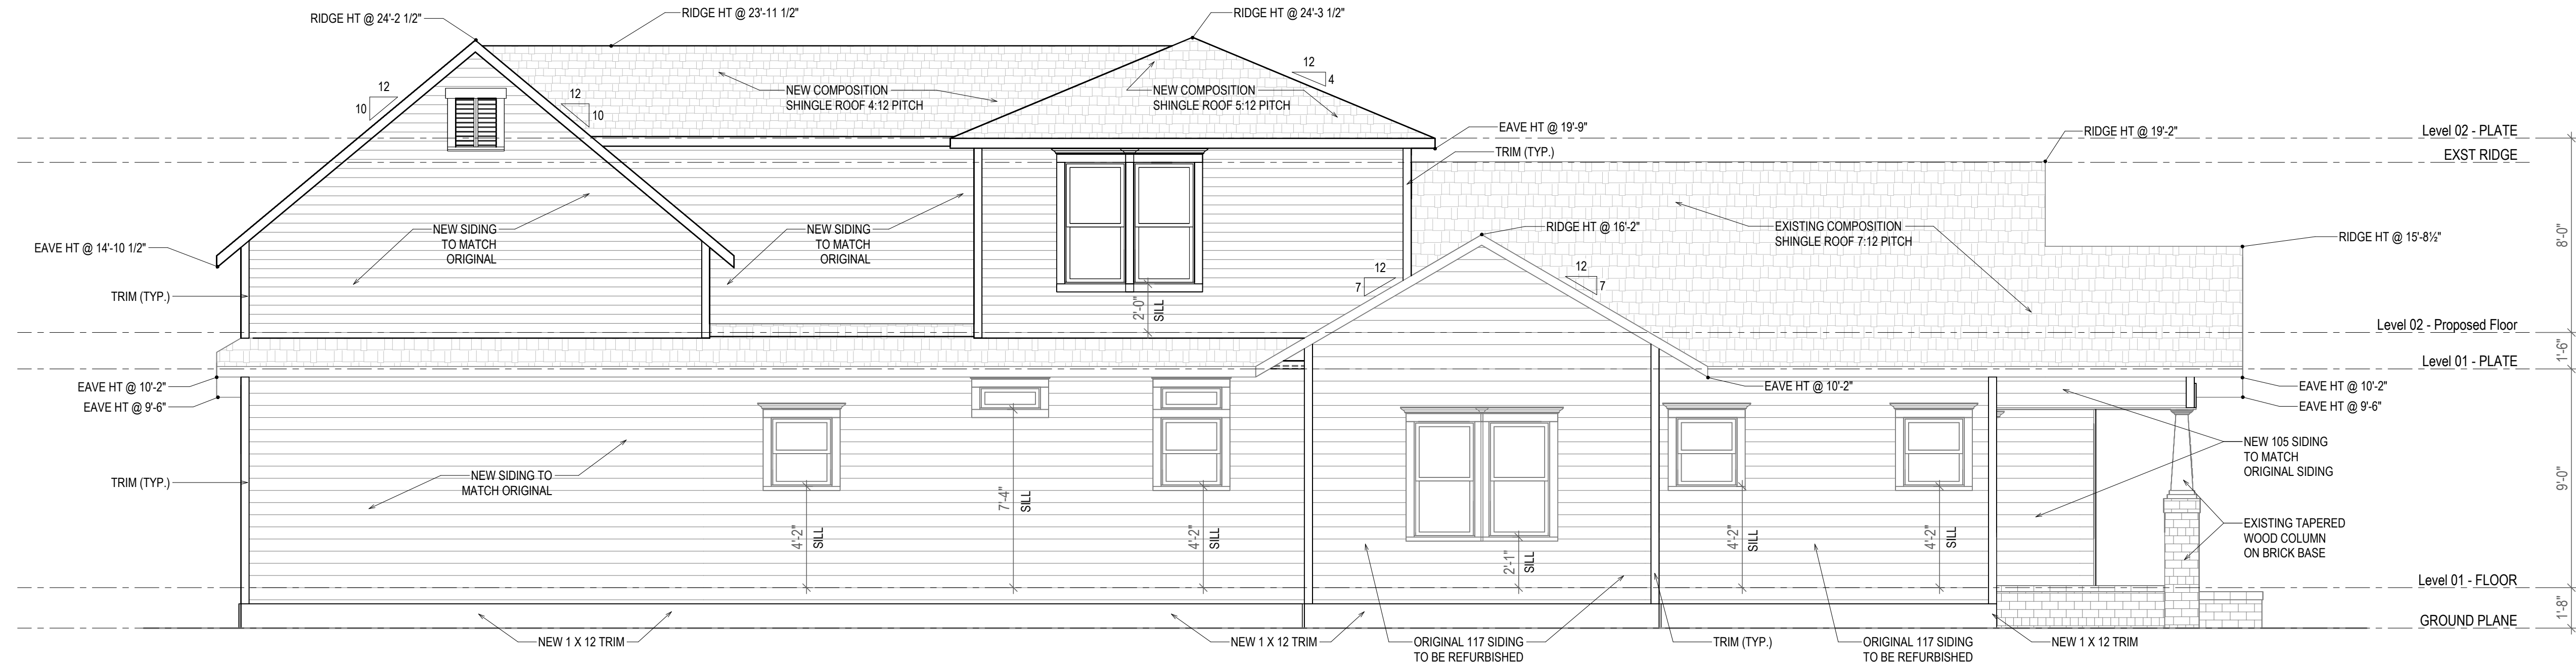 RIDGE HT @ 24'-2 1/2"
RIDGE HT @ 23'-11 1/2"
RIDGE HT @ 24'-3 1/2"
12
10
12
10
12
4
NEW COMPOSITION
SHINGLE ROOF 4:12 PITCH
NEW COMPOSITION
SHINGLE ROOF 5:12 PITCH
EAVE HT @ 19'-9"
TRIM (TYP.)
RIDGE HT @ 19'-2"
Level 02 - PLATE
EXST RIDGE
NEW SIDING
TO MATCH
ORIGINAL
NEW SIDING
TO MATCH
ORIGINAL
RIDGE HT @ 16'-2"
EXISTING COMPOSITION
SHINGLE ROOF 7:12 PITCH
RIDGE HT @ 15'-8½"
8'-0"
EAVE HT @ 14'-10 1/2"
12
7
12
7
TRIM (TYP.)
2'-0"
SILL
Level 02 - Proposed Floor
1'-6"
Level 01 - PLATE
EAVE HT @ 10'-2"
EAVE HT @ 9'-6"
EAVE HT @ 10'-2"
EAVE HT @ 10'-2"
EAVE HT @ 9'-6"
NEW 105 SIDING
TO MATCH
ORIGINAL SIDING
TRIM (TYP.)
NEW SIDING TO
MATCH ORIGINAL
4'-2"
SILL
7'-4"
SILL
4'-2"
SILL
2'-1"
SILL
4'-2"
SILL
4'-2"
SILL
9'-0"
EXISTING TAPERED
WOOD COLUMN
ON BRICK BASE
Level 01 - FLOOR
1'-8"
GROUND PLANE
NEW 1 X 12 TRIM
NEW 1 X 12 TRIM
ORIGINAL 117 SIDING
TO BE REFURBISHED
TRIM (TYP.)
ORIGINAL 117 SIDING
TO BE REFURBISHED
NEW 1 X 12 TRIM